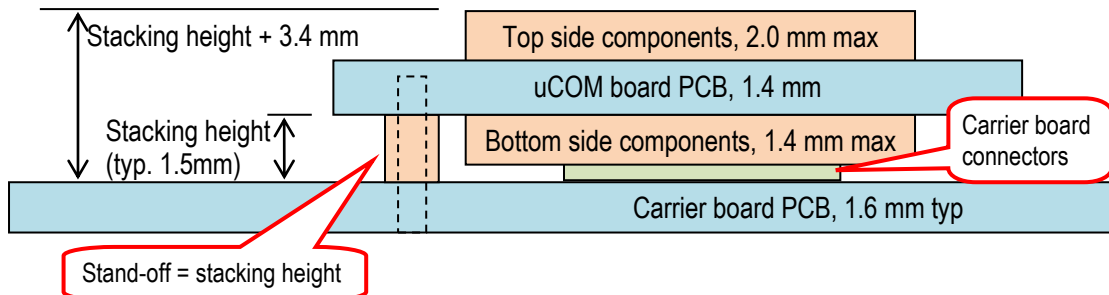 Stacking height + 3.4 mm
Top side components, 2.0 mm max
uCOM board PCB, 1.4 mm
Stacking height
(typ. 1.5mm)
Bottom side components, 1.4 mm max
Carrier board
connectors
Carrier board PCB, 1.6 mm typ
Stand-off = stacking height